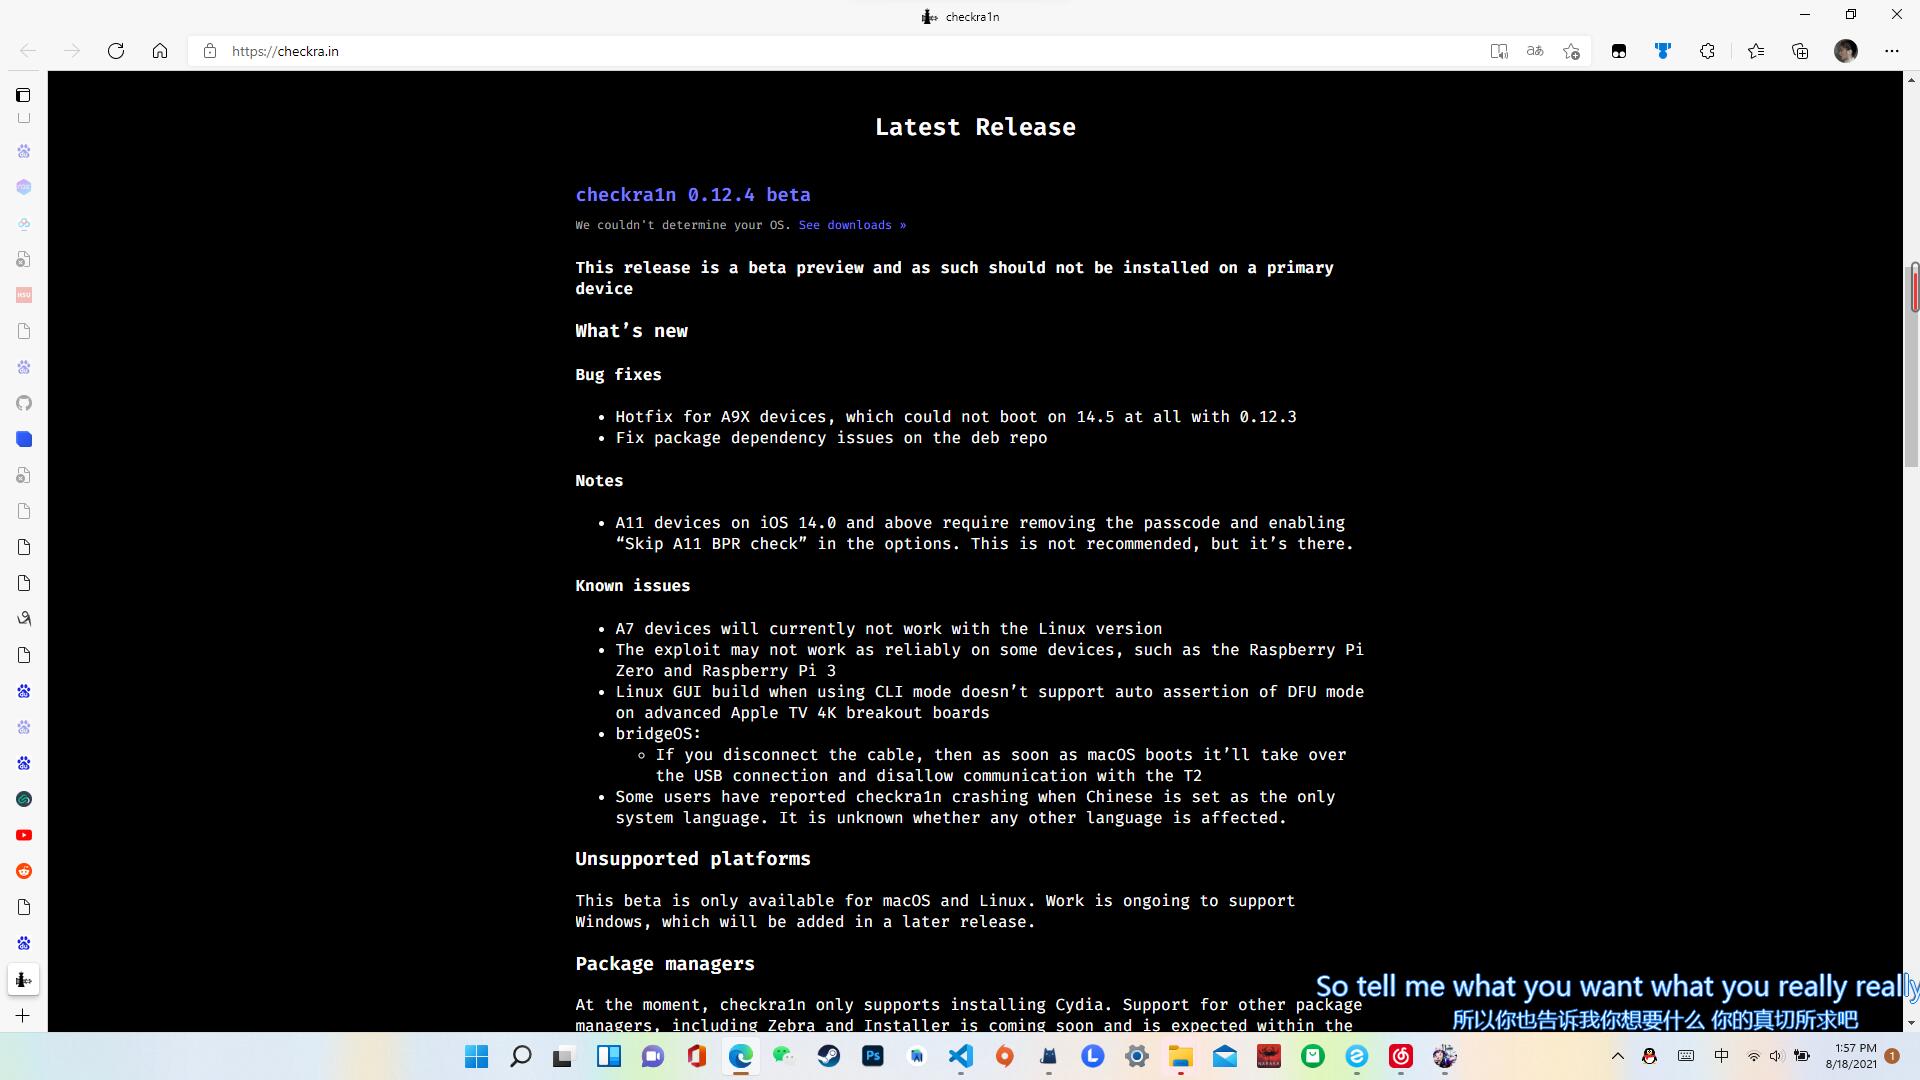 checkra1n
https://checkra.in
Latest Release
checkra1n 0.12.4 beta
We couldn't determine your OS. See downloads »
This release is a beta preview and as such should not be installed on a primary
device
What’s new
Bug fixes
• Hotfix for A9X devices, which could not boot on 14.5 at all with 0.12.3
• Fix package dependency issues on the deb repo
Notes
• A11 devices on iOS 14.0 and above require removing the passcode and enabling
“Skip A11 BPR check” in the options. This is not recommended, but it’s there.
Known issues
• A7 devices will currently not work with the Linux version
• The exploit may not work as reliably on some devices, such as the Raspberry Pi
Zero and Raspberry Pi 3
• Linux GUI build when using CLI mode doesn’t support auto assertion of DFU mode
on advanced Apple TV 4K breakout boards
• bridgeOS:
◦ If you disconnect the cable, then as soon as macOS boots it’ll take over
the USB connection and disallow communication with the T2
• Some users have reported checkra1n crashing when Chinese is set as the only
system language. It is unknown whether any other language is affected.
Unsupported platforms
This beta is only available for macOS and Linux. Work is ongoing to support
Windows, which will be added in a later release.
Package managers
At the moment, checkra1n only supports installing Cydia. Support for other package
managers, including Zebra and Installer is coming soon and is expected within the
So tell me what you want what you really really
所以你也告诉我你想要什么 你的真切所求吧
中
1:57 PM
8/18/2021
1